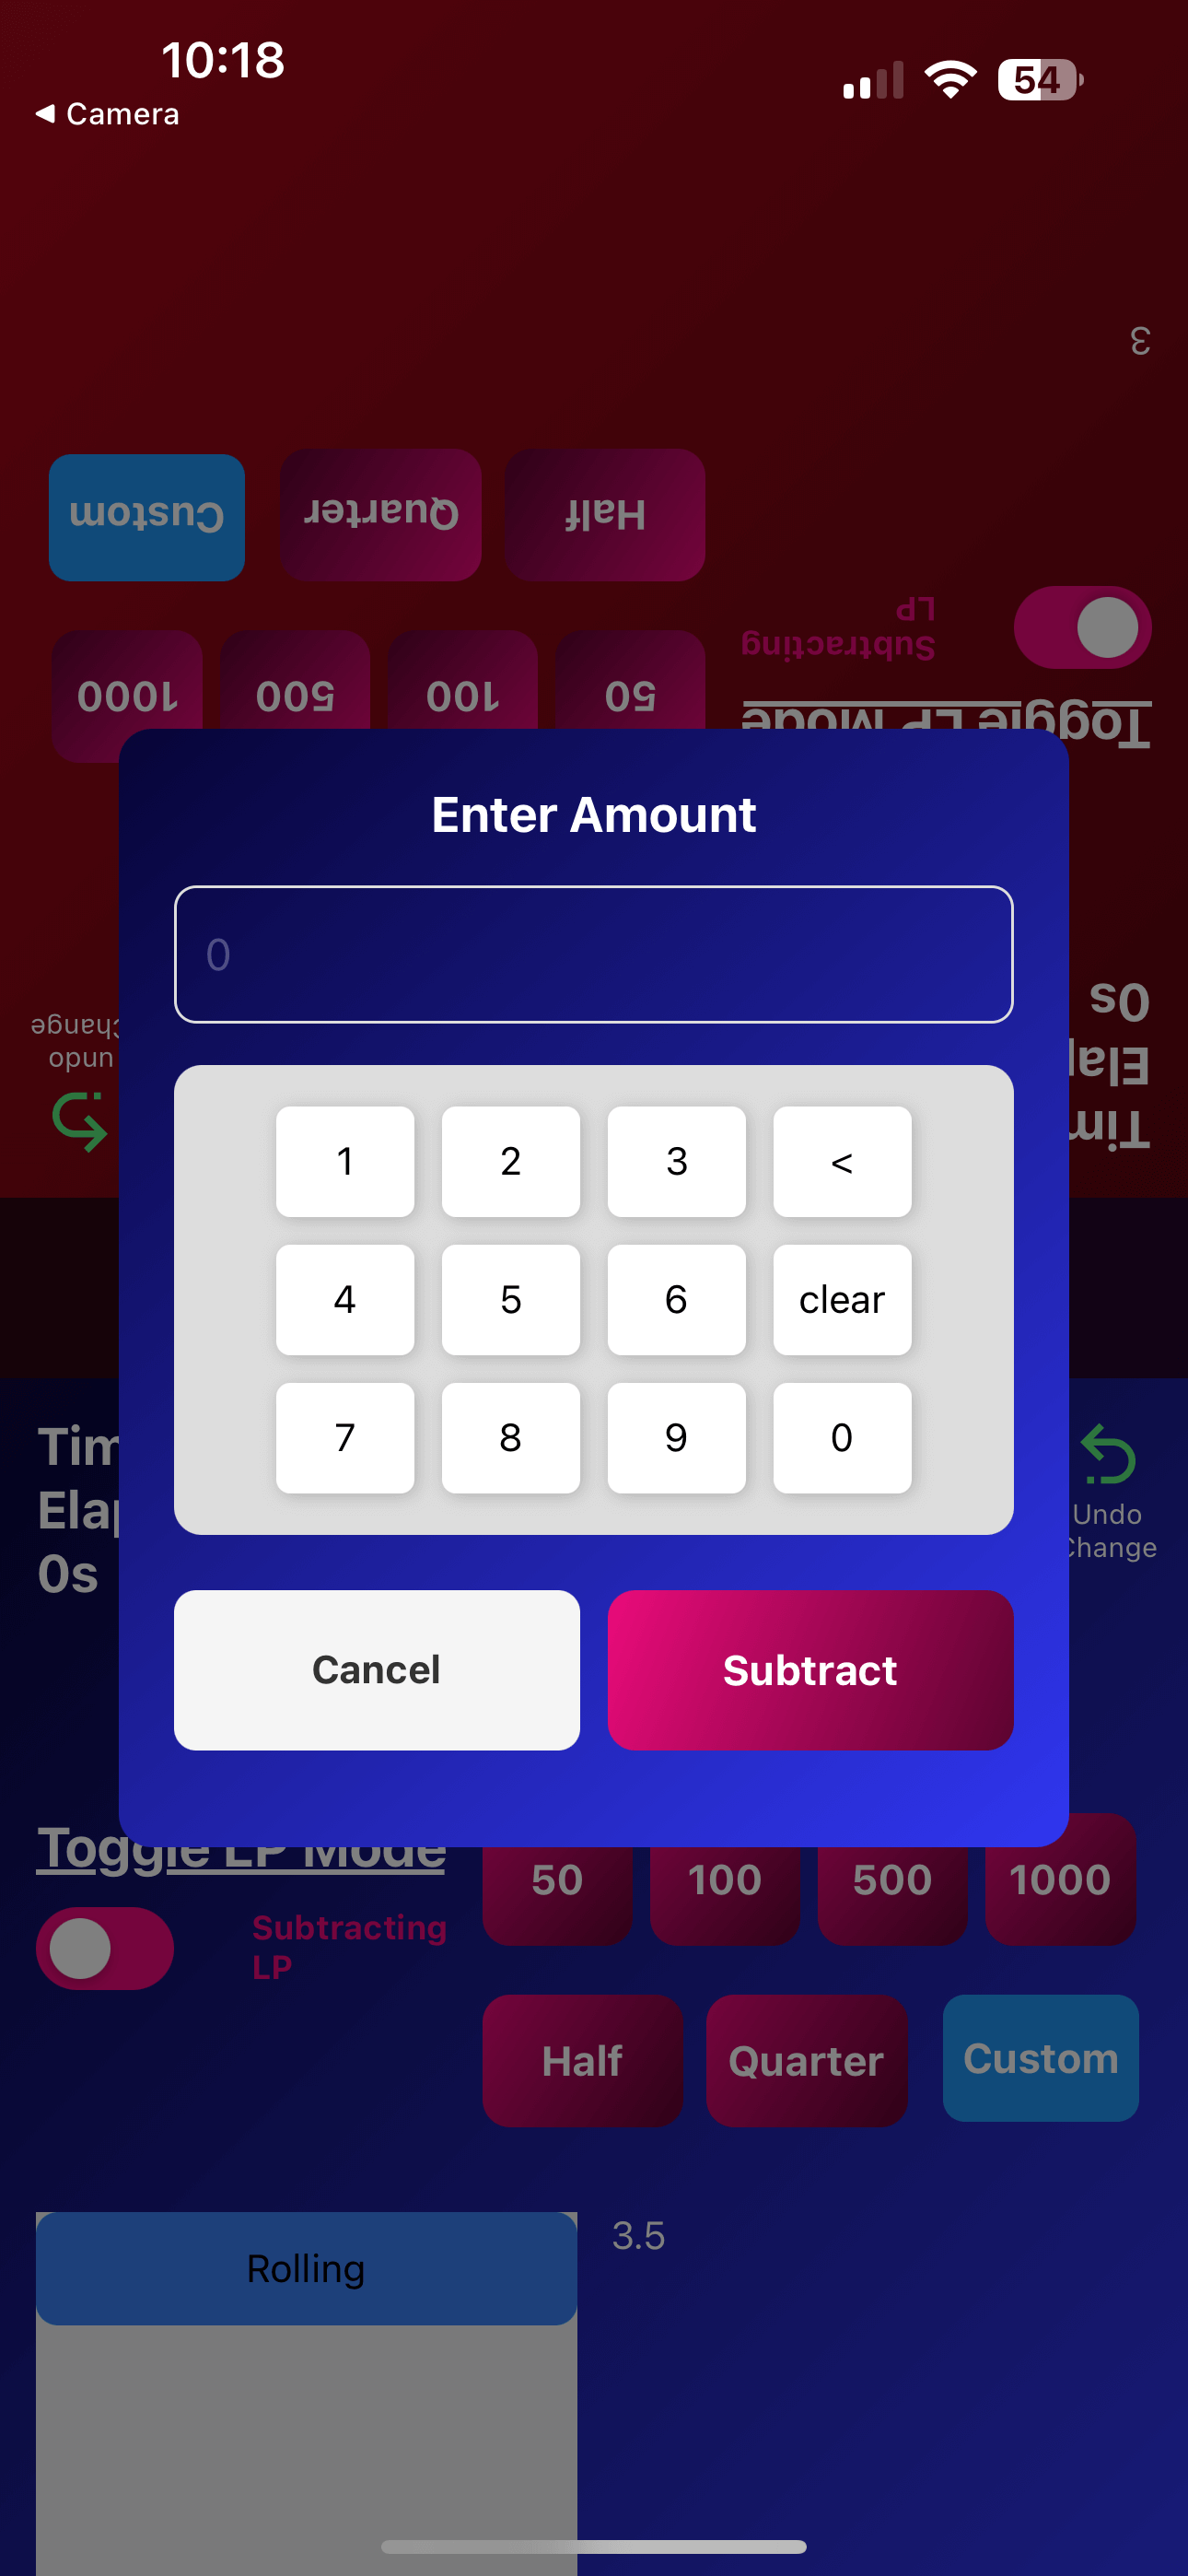 10:18
54
Camera
3
Custom
Quarter
Half
Subtracting
LP
1000
500
100
50
Toggle LP Mode
Enter Amount
0
0s
Change
Undo
Elap
Tim
1
2
3
<
4
5
6
clear
7
8
9
0
Tim
Elap
0s
Undo
Change
Cancel
Subtract
Toggle LP Mode
50
100
500
1000
Subtracting
LP
Half
Quarter
Custom
Rolling
3.5